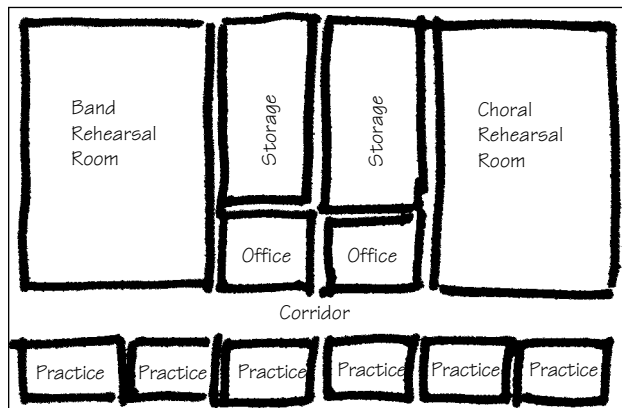 Band
Rehearsal
Room
Storage
Storage
Choral
Rehearsal
Room
Office
Office
Corridor
Practice
Practice
Practice
Practice
Practice
Practice